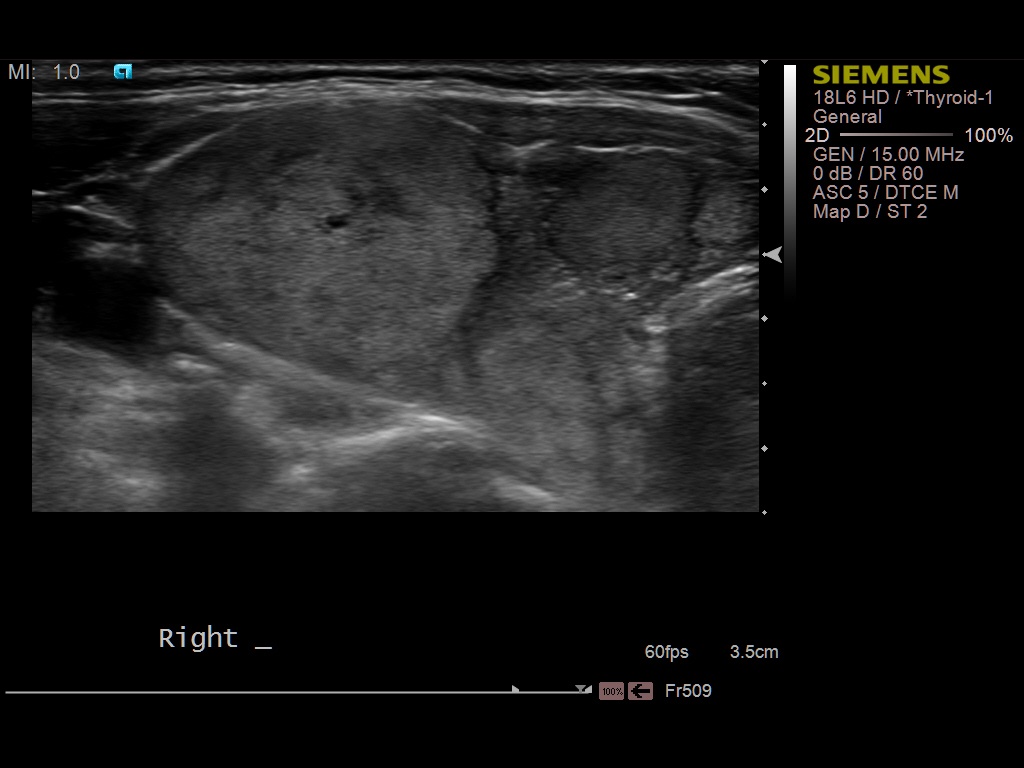 MI: 1.0
SIEMENS
18L6 HD / *Thyroid-1
General
2D 100%
GEN / 15.00 MHz
0 dB / DR 60
ASC 5 / DTCE M
Map D / ST 2
Right _
60fps 3.5cm
100% Fr509